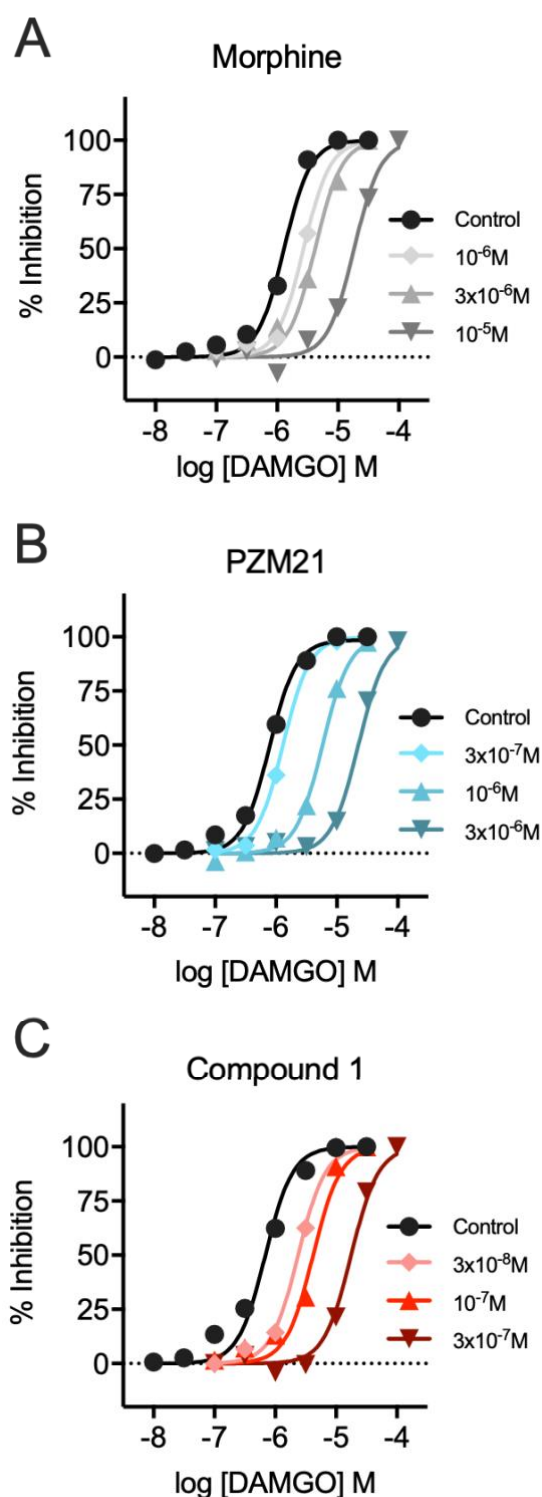 A
Morphine
% Inhibition
100
75
50
25
0
-8 -7 -6 -5 -4
log [DAMGO] M
Control
10⁻⁶M
3x10⁻⁶M
10⁻⁵M
B
PZM21
% Inhibition
100
75
50
25
0
-8 -7 -6 -5 -4
log [DAMGO] M
Control
3x10⁻⁷M
10⁻⁶M
3x10⁻⁶M
C
Compound 1
% Inhibition
100
75
50
25
0
-8 -7 -6 -5 -4
log [DAMGO] M
Control
3x10⁻⁸M
10⁻⁷M
3x10⁻⁷M